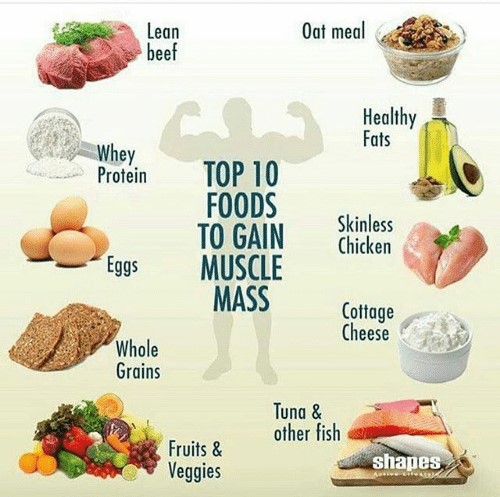 Lean
beef
Oat meal
Whey
Protein
Healthy
Fats
TOP 10
FOODS
TO GAIN
MUSCLE
MASS
Eggs
Skinless
Chicken
Whole
Grains
Cottage
Cheese
Fruits &
Veggies
Tuna &
other fish
shapes